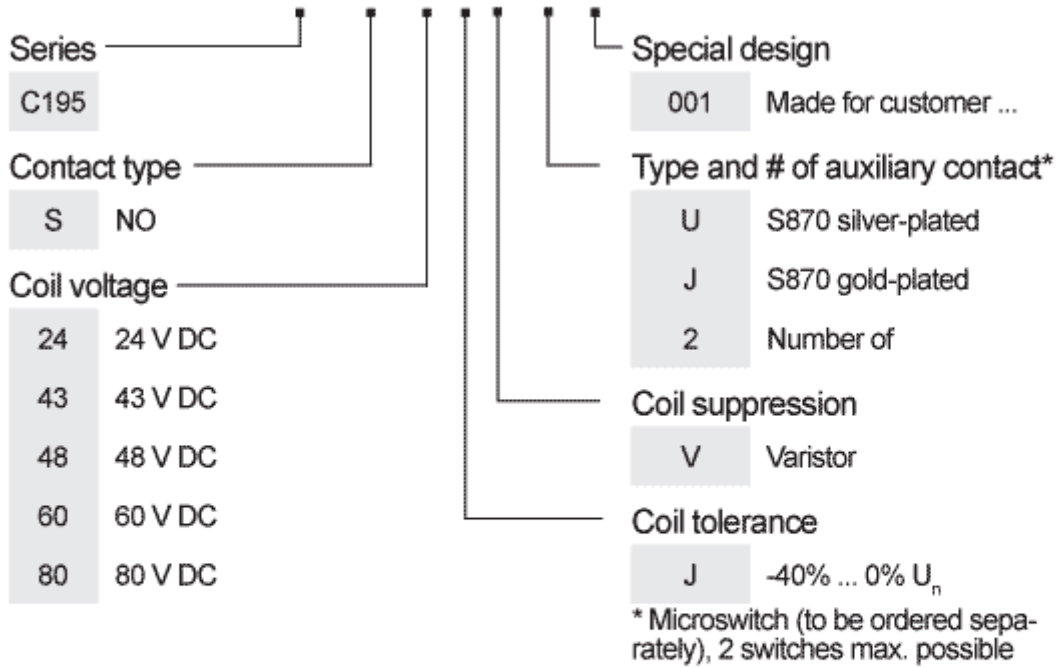 Series
C195
Contact type
S NO
Coil voltage
24 24 V DC
43 43 V DC
48 48 V DC
60 60 V DC
80 80 V DC
Special design
001 Made for customer ...
Type and # of auxiliary contact*
U S870 silver-plated
J S870 gold-plated
2 Number of
Coil suppression
V Varistor
Coil tolerance
J -40% ... 0% Un
* Microswitch (to be ordered sepa-
rately), 2 switches max. possible